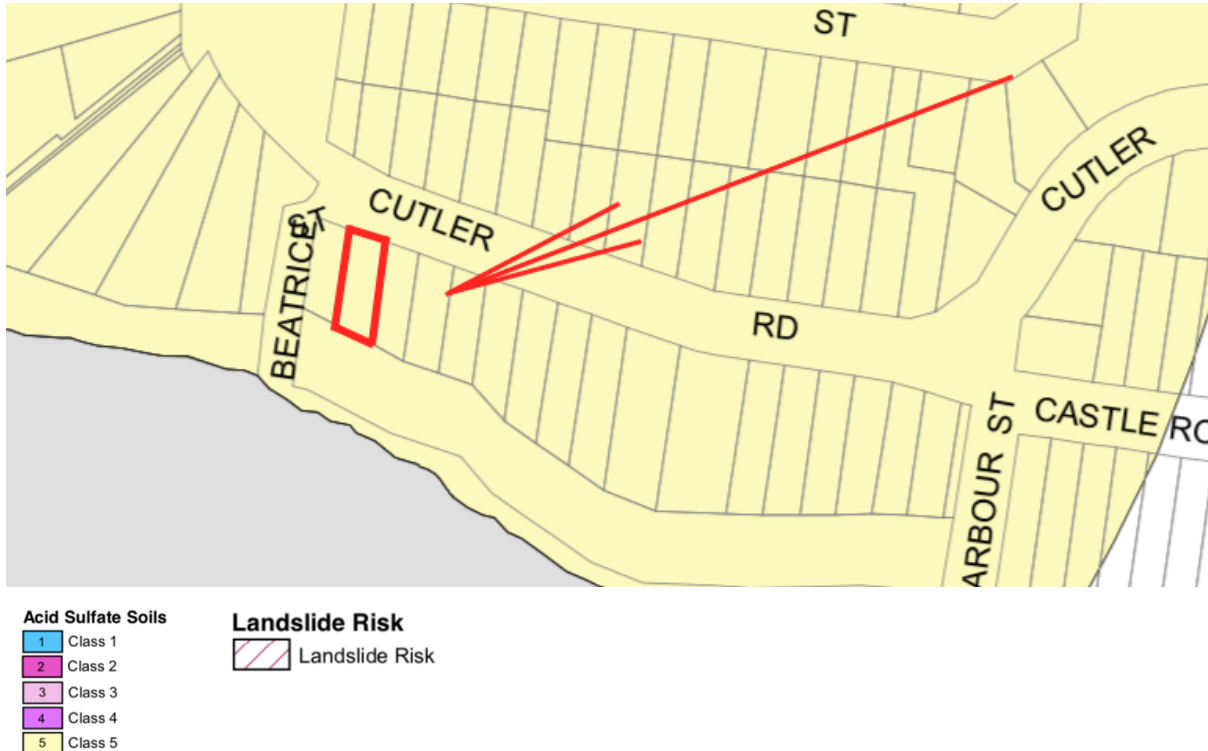 ST
CUTLER
CUTLER
ST
BEATRICE
RD
CASTLE
RC
ARBOUR ST
Acid Sulfate Soils
1 Class 1
2 Class 2
3 Class 3
4 Class 4
5 Class 5
Landslide Risk
Landslide Risk